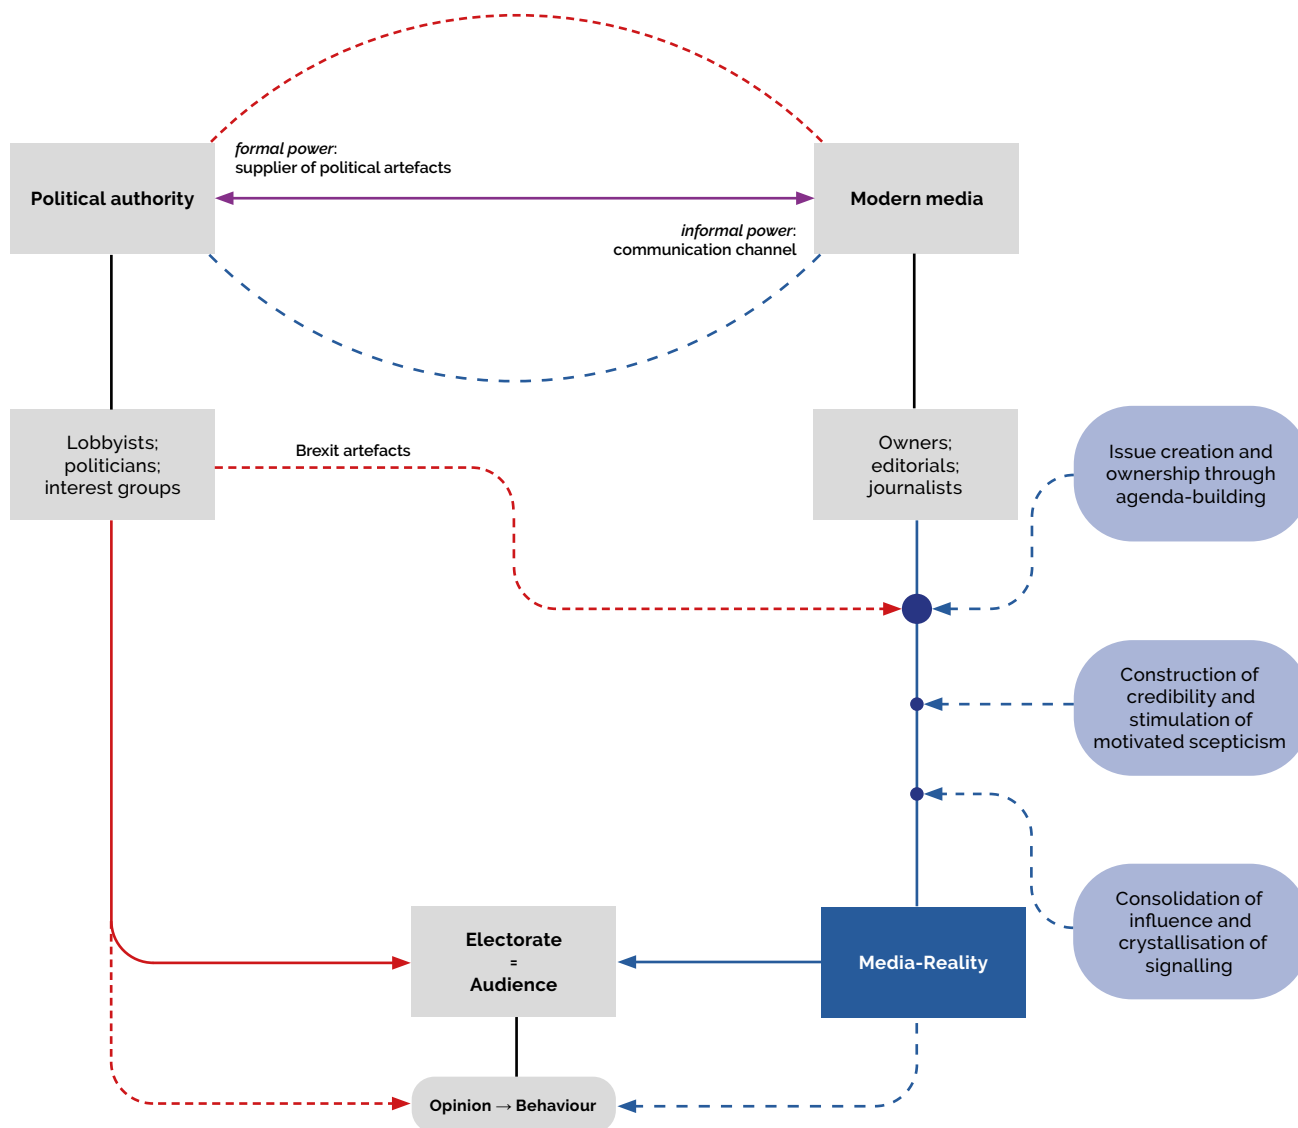 formal power:
supplier of political artefacts
Political authority
Modern media
informal power:
communication channel
Lobbyists;
politicians;
interest groups
Brexit artefacts
Owners;
editorials;
journalists
Issue creation and
ownership through
agenda-building
Construction of
credibility and
stimulation of
motivated scepticism
Consolidation of
influence and
crystallisation of
signalling
Electorate
=
Audience
Media-Reality
Opinion → Behaviour